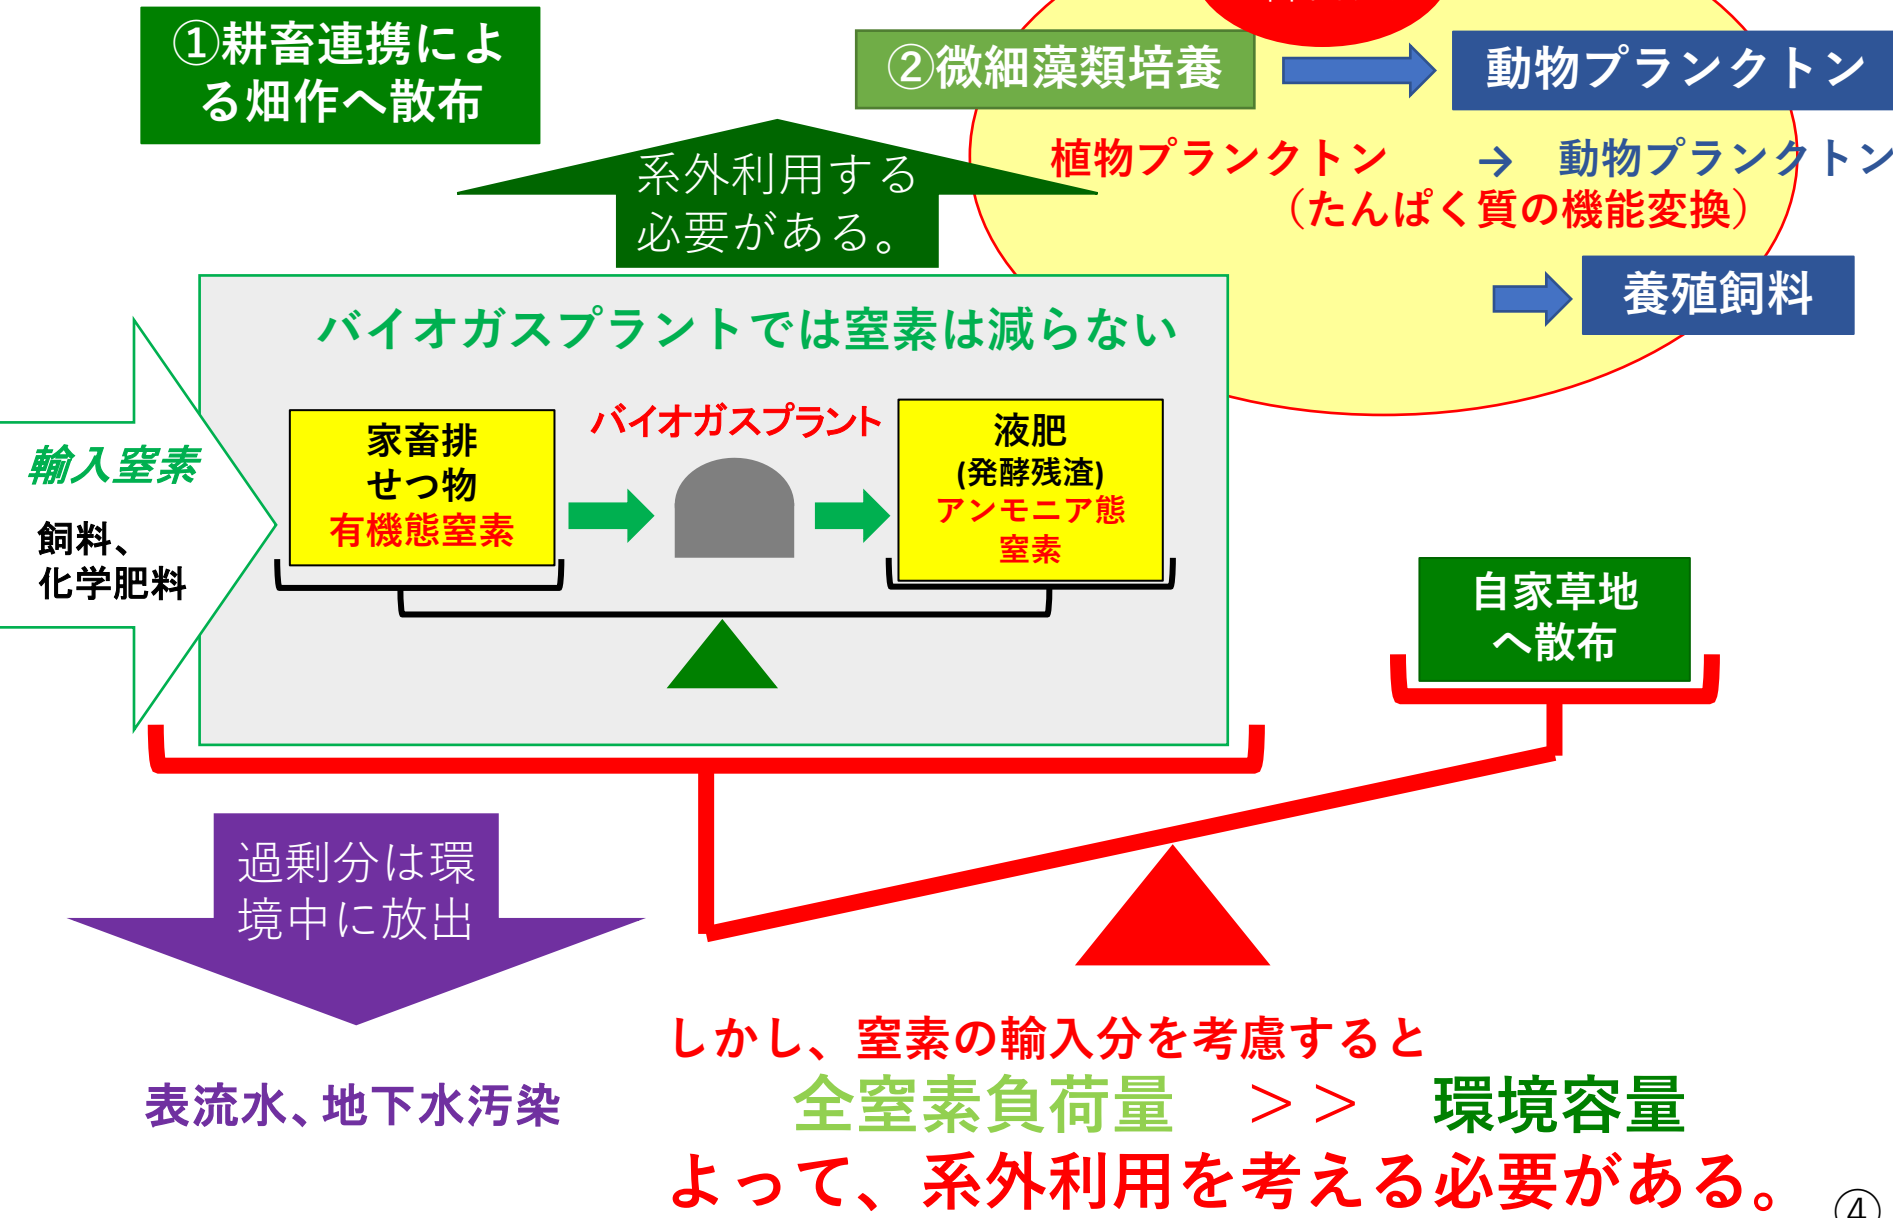 ①耕畜連携によ
る畑作へ散布
②微細藻類培養
動物プランクトン
植物プランクトン → 動物プランクトン
（たんぱく質の機能変換）
養殖飼料
系外利用する
必要がある。
バイオガスプラントでは窒素は減らない
輸入窒素
飼料、
化学肥料
家畜排
せつ物
有機態窒素
バイオガスプラント
液肥
(発酵残渣)
アンモニア態
窒素
自家草地
へ散布
過剰分は環
境中に放出
表流水、地下水汚染
しかし、窒素の輸入分を考慮すると
全窒素負荷量 >> 環境容量
よって、系外利用を考える必要がある。
④